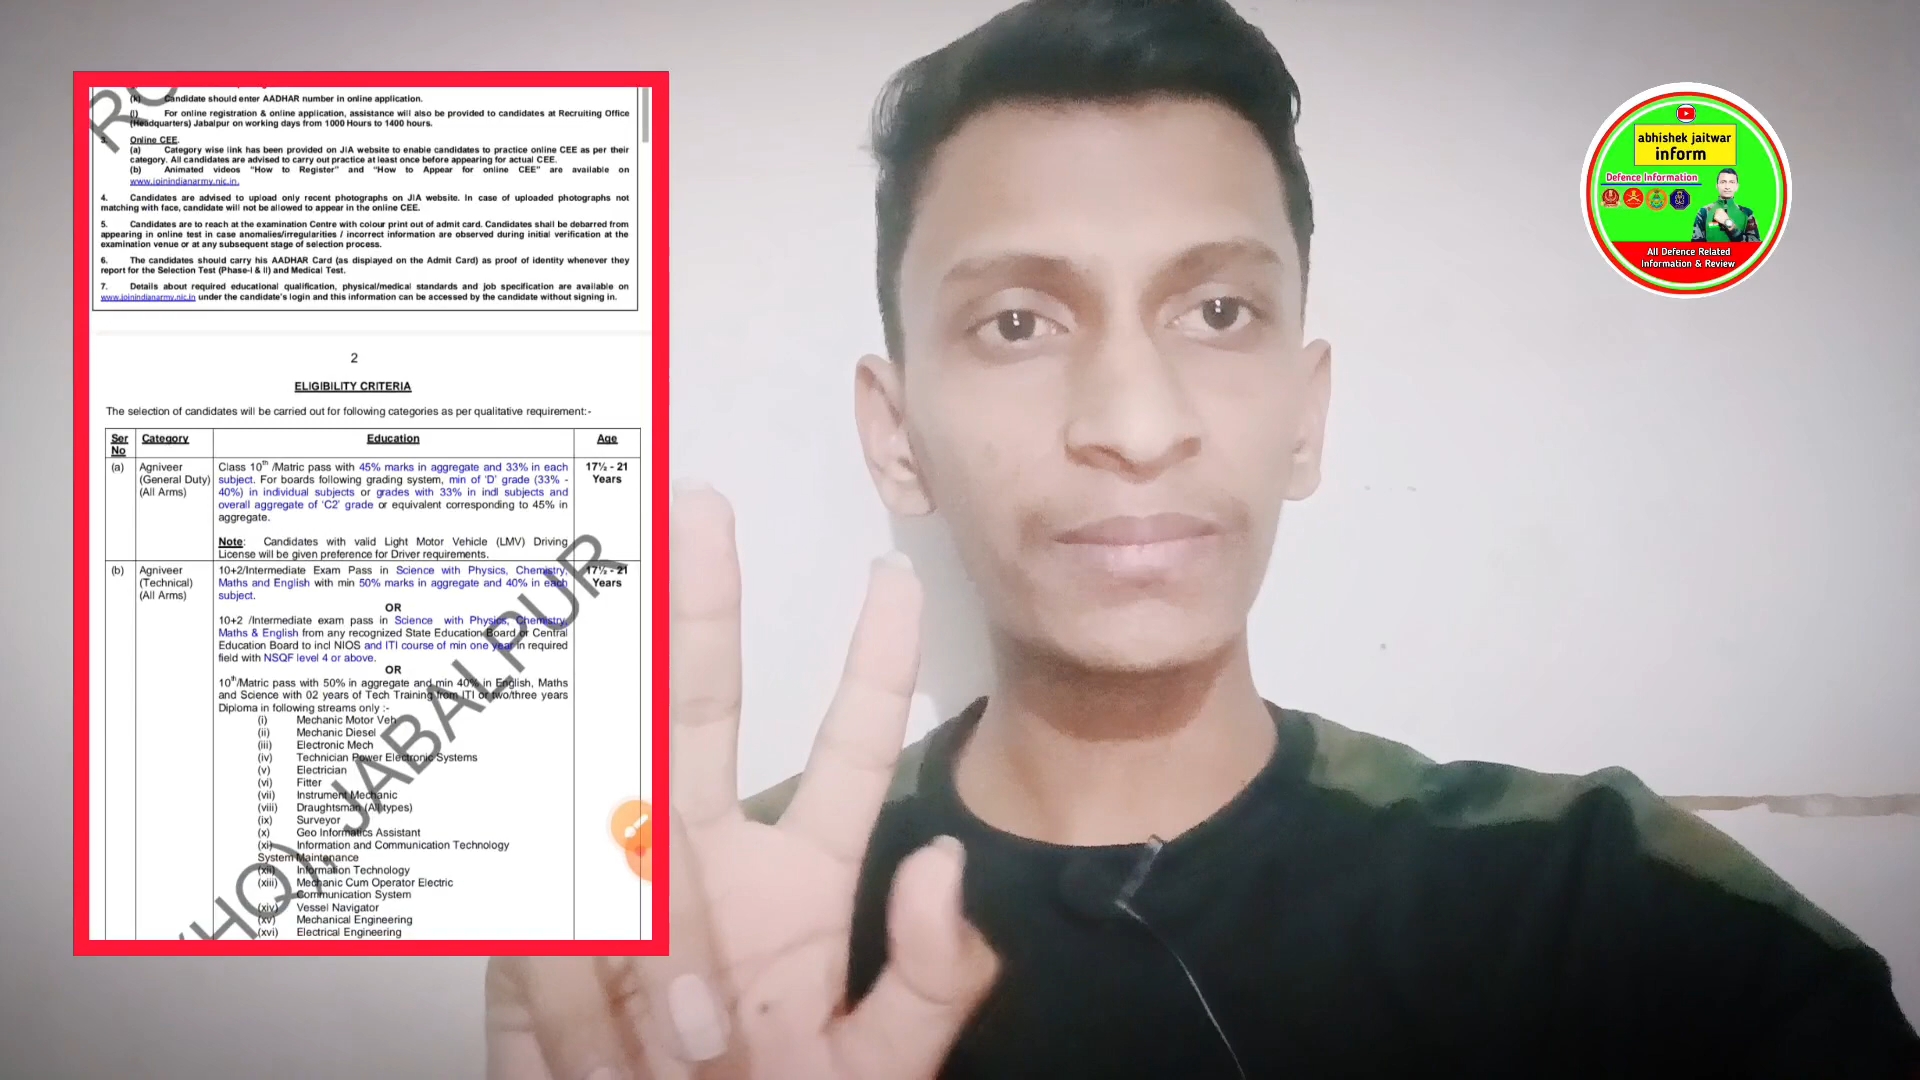 (k) Candidate should enter AADHAR number in online application.
(l) For online registration & online application, assistance will also be provided to candidates at Recruiting Office
(Headquarters) Jabalpur on working days from 1000 Hours to 1400 hours.
3. Online CEE.
(a) Category wise link has been provided on JIA website to enable candidates to practice online CEE as per their
category. All candidates are advised to carry out practice at least once before appearing for actual CEE.
(b) Animated videos "How to Register" and "How to Appear for online CEE" are available on
www.joinindianarmy.nic.in.
4. Candidates are advised to upload only recent photographs on JIA website. In case of uploaded photographs not
matching with face, candidate will not be allowed to appear in the online CEE.
5. Candidates are to reach at the examination Centre with colour print out of admit card. Candidates shall be debarred from
appearing in online test in case anomalies/irregularities / incorrect information are observed during initial verification at the
examination venue or at any subsequent stage of selection process.
6. The candidates should carry his AADHAR Card (as displayed on the Admit Card) as proof of identity whenever they
report for the Selection Test (Phase-I & II) and Medical Test.
7. Details about required educational qualification, physical/medical standards and job specification are available on
www.joinindianarmy.nic.in under the candidate's login and this information can be accessed by the candidate without signing in.
2
ELIGIBILITY CRITERIA
The selection of candidates will be carried out for following categories as per qualitative requirement:-
Ser No Category Education Age
(a) Agniveer (General Duty) (All Arms)
Class 10th /Matric pass with 45% marks in aggregate and 33% in each
subject. For boards following grading system, min of 'D' grade (33% -
40%) in individual subjects or grades with 33% in indl subjects and
overall aggregate of 'C2' grade or equivalent corresponding to 45% in
aggregate.
Note: Candidates with valid Light Motor Vehicle (LMV) Driving
License will be given preference for Driver requirements.
17½ - 21
Years
(b) Agniveer (Technical) (All Arms)
10+2/Intermediate Exam Pass in Science with Physics, Chemistry,
Maths and English with min 50% marks in aggregate and 40% in each
subject.
OR
10+2 /Intermediate exam pass in Science with Physics, Chemistry,
Maths & English from any recognized State Education Board or Central
Education Board to incl NIOS and ITI course of min one year in required
field with NSQF level 4 or above.
OR
10th/Matric pass with 50% in aggregate and min 40% in English, Maths
and Science with 02 years of Tech Training from ITI or two/three years
Diploma in following streams only :-
(i) Mechanic Motor Veh
(ii) Mechanic Diesel
(iii) Electronic Mech
(iv) Technician Power Electronic Systems
(v) Electrician
(vi) Fitter
(vii) Instrument Mechanic
(viii) Draughtsman (All types)
(ix) Surveyor
(x) Geo Informatics Assistant
(xi) Information and Communication Technology
System Maintenance
(xii) Information Technology
(xiii) Mechanic Cum Operator Electric
Communication System
(xiv) Vessel Navigator
(xv) Mechanical Engineering
(xvi) Electrical Engineering
17½ - 21
Years
HQ), JABALPUR
abhishek jaitwar
inform
Defence Information
All Defence Related
Information & Review